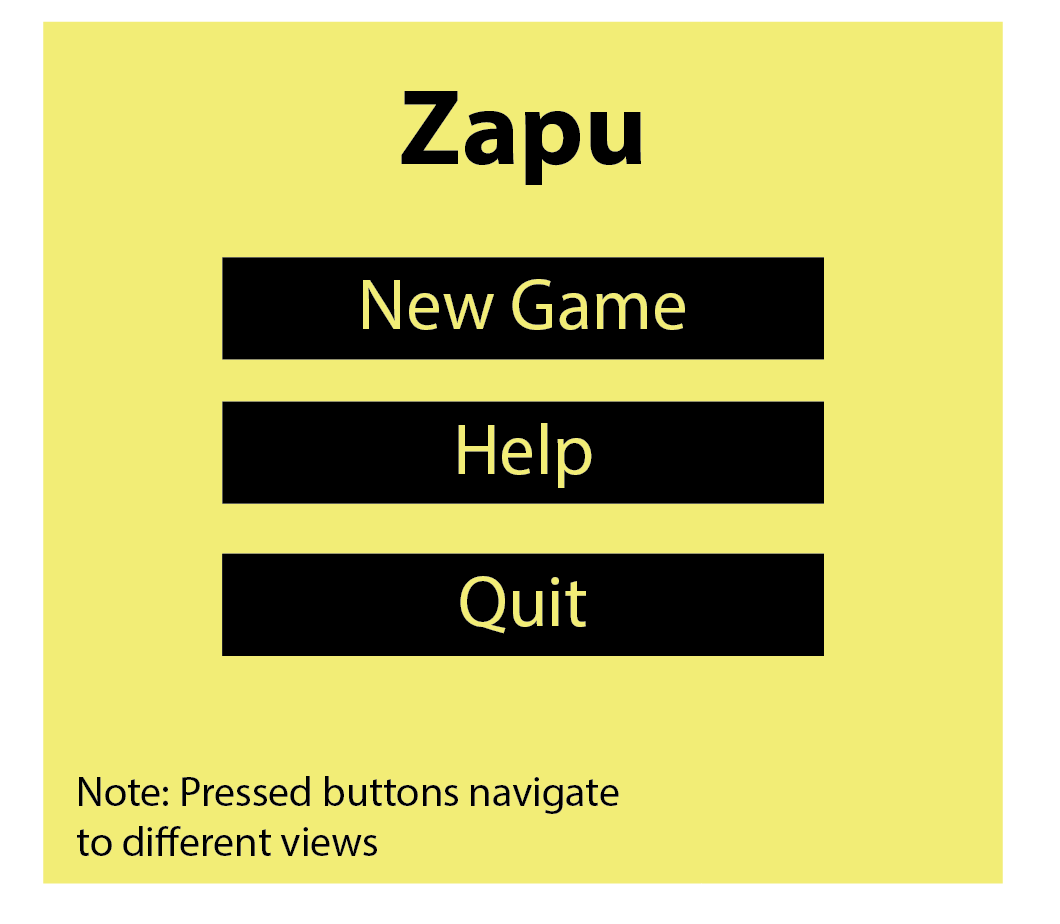 Zapu
New Game
Help
Quit
Note: Pressed buttons navigate
to different views